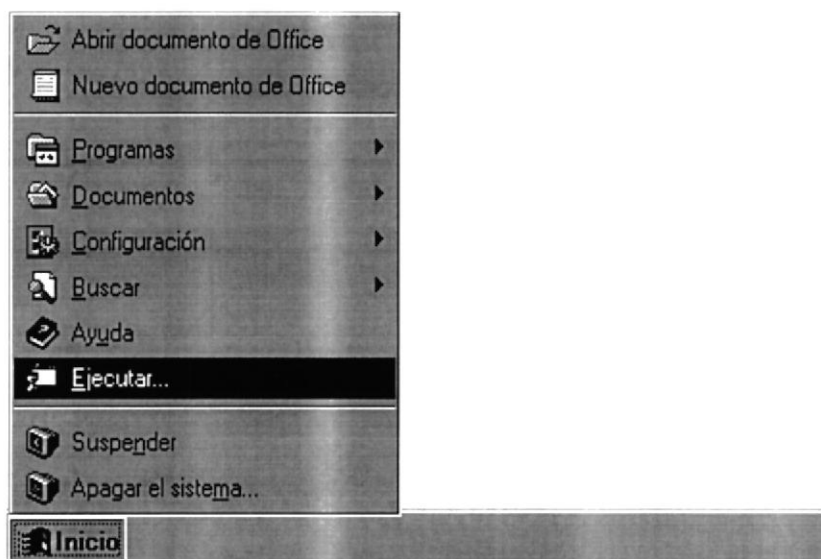 Abrir documento de Office
Nuevo documento de Office
Programas
Documentos
Configuración
Buscar
Ayuda
Ejecutar...
Suspender
Apagar el sistema...
Inicio